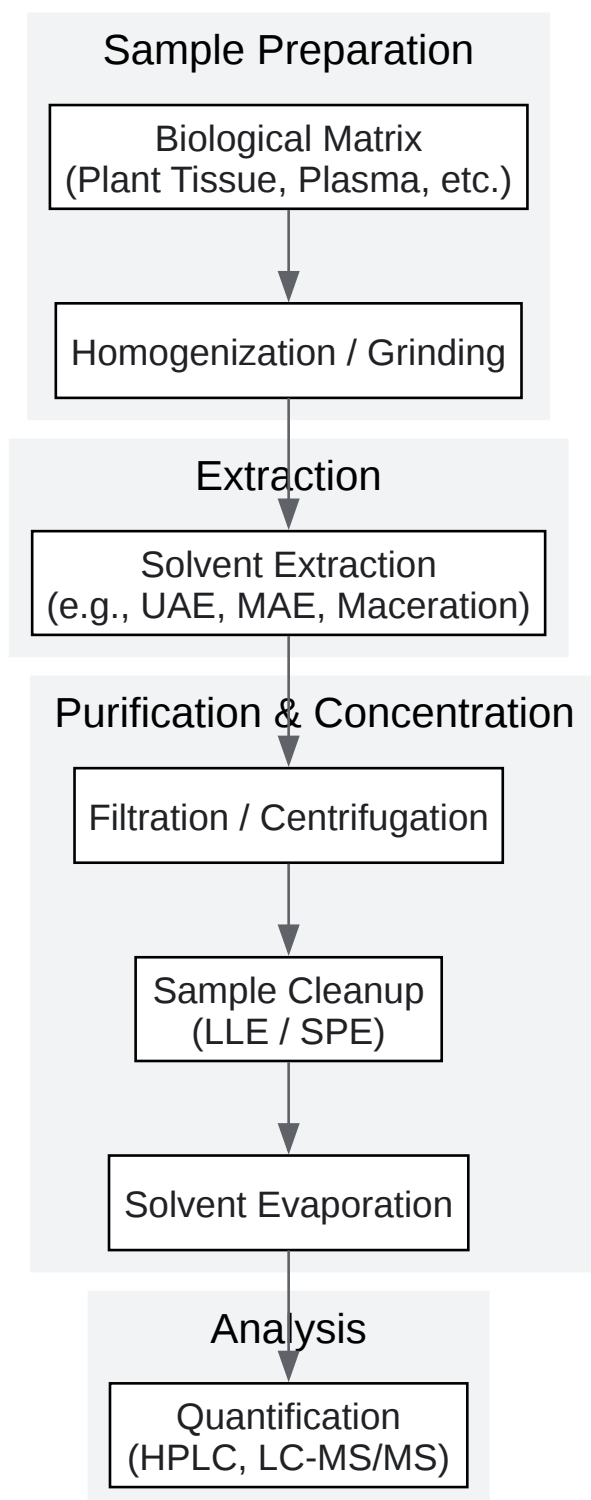 Sample Preparation
Biological Matrix
(Plant Tissue, Plasma, etc.)
Homogenization / Grinding
Extraction
Solvent Extraction
(e.g., UAE, MAE, Maceration)
Purification & Concentration
Filtration / Centrifugation
Sample Cleanup
(LLE / SPE)
Solvent Evaporation
Analysis
Quantification
(HPLC, LC-MS/MS)